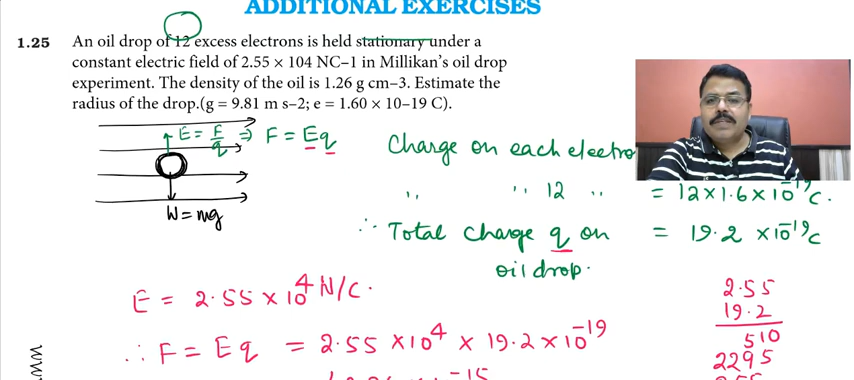 ADDITIONAL EXERCISES
1.25 An oil drop of 12 excess electrons is held stationary under a
constant electric field of 2.55 × 104 NC−1 in Millikan's oil drop
experiment. The density of the oil is 1.26 g cm−3. Estimate the
radius of the drop.(g = 9.81 m s−2; e = 1.60 × 10−19 C).
E = F/q ⇒ F = Eq
W = mg
Charge on each electro
,, ,, 12 ,, = 12 × 1.6 × 10⁻¹⁹ C.
∴ Total charge q on = 19.2 × 10⁻¹⁹ C
oil drop.
E = 2.55 × 10⁴ N/C.
∴ F = Eq = 2.55 × 10⁴ × 19.2 × 10⁻¹⁹
2.55
19.2
510
2295